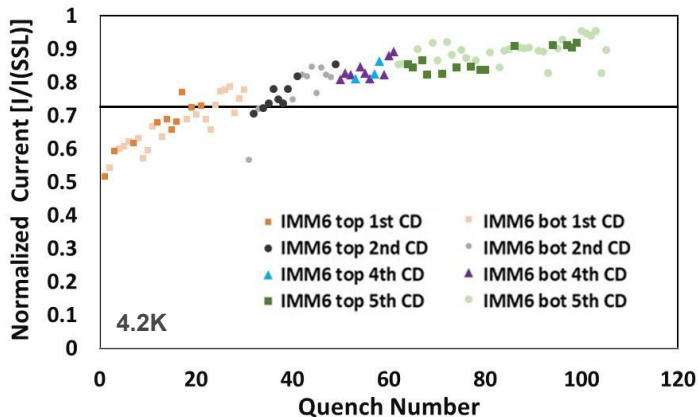 Normalized Current [I/I(SSL)]
1
0.9
0.8
0.7
0.6
0.5
0.4
0.3
0.2
0.1
0
IMM6 top 1st CD IMM6 bot 1st CD
IMM6 top 2nd CD IMM6 bot 2nd CD
IMM6 top 4th CD IMM6 bot 4th CD
IMM6 top 5th CD IMM6 bot 5th CD
4.2K
0 20 40 60 80 100 120
Quench Number